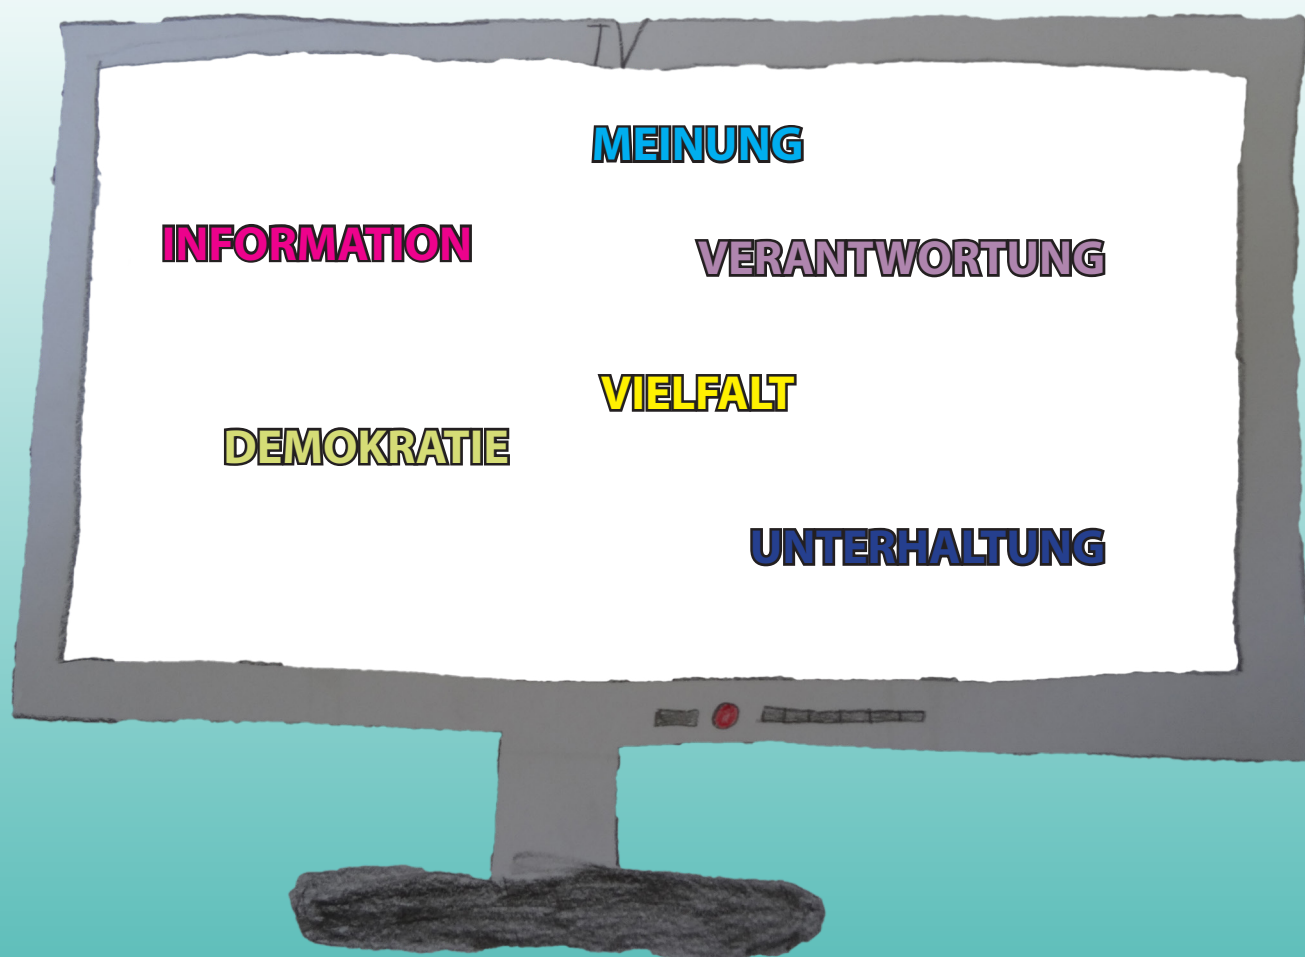 TV
MEINUNG
INFORMATION
VERANTWORTUNG
VIELFALT
DEMOKRATIE
UNTERHALTUNG